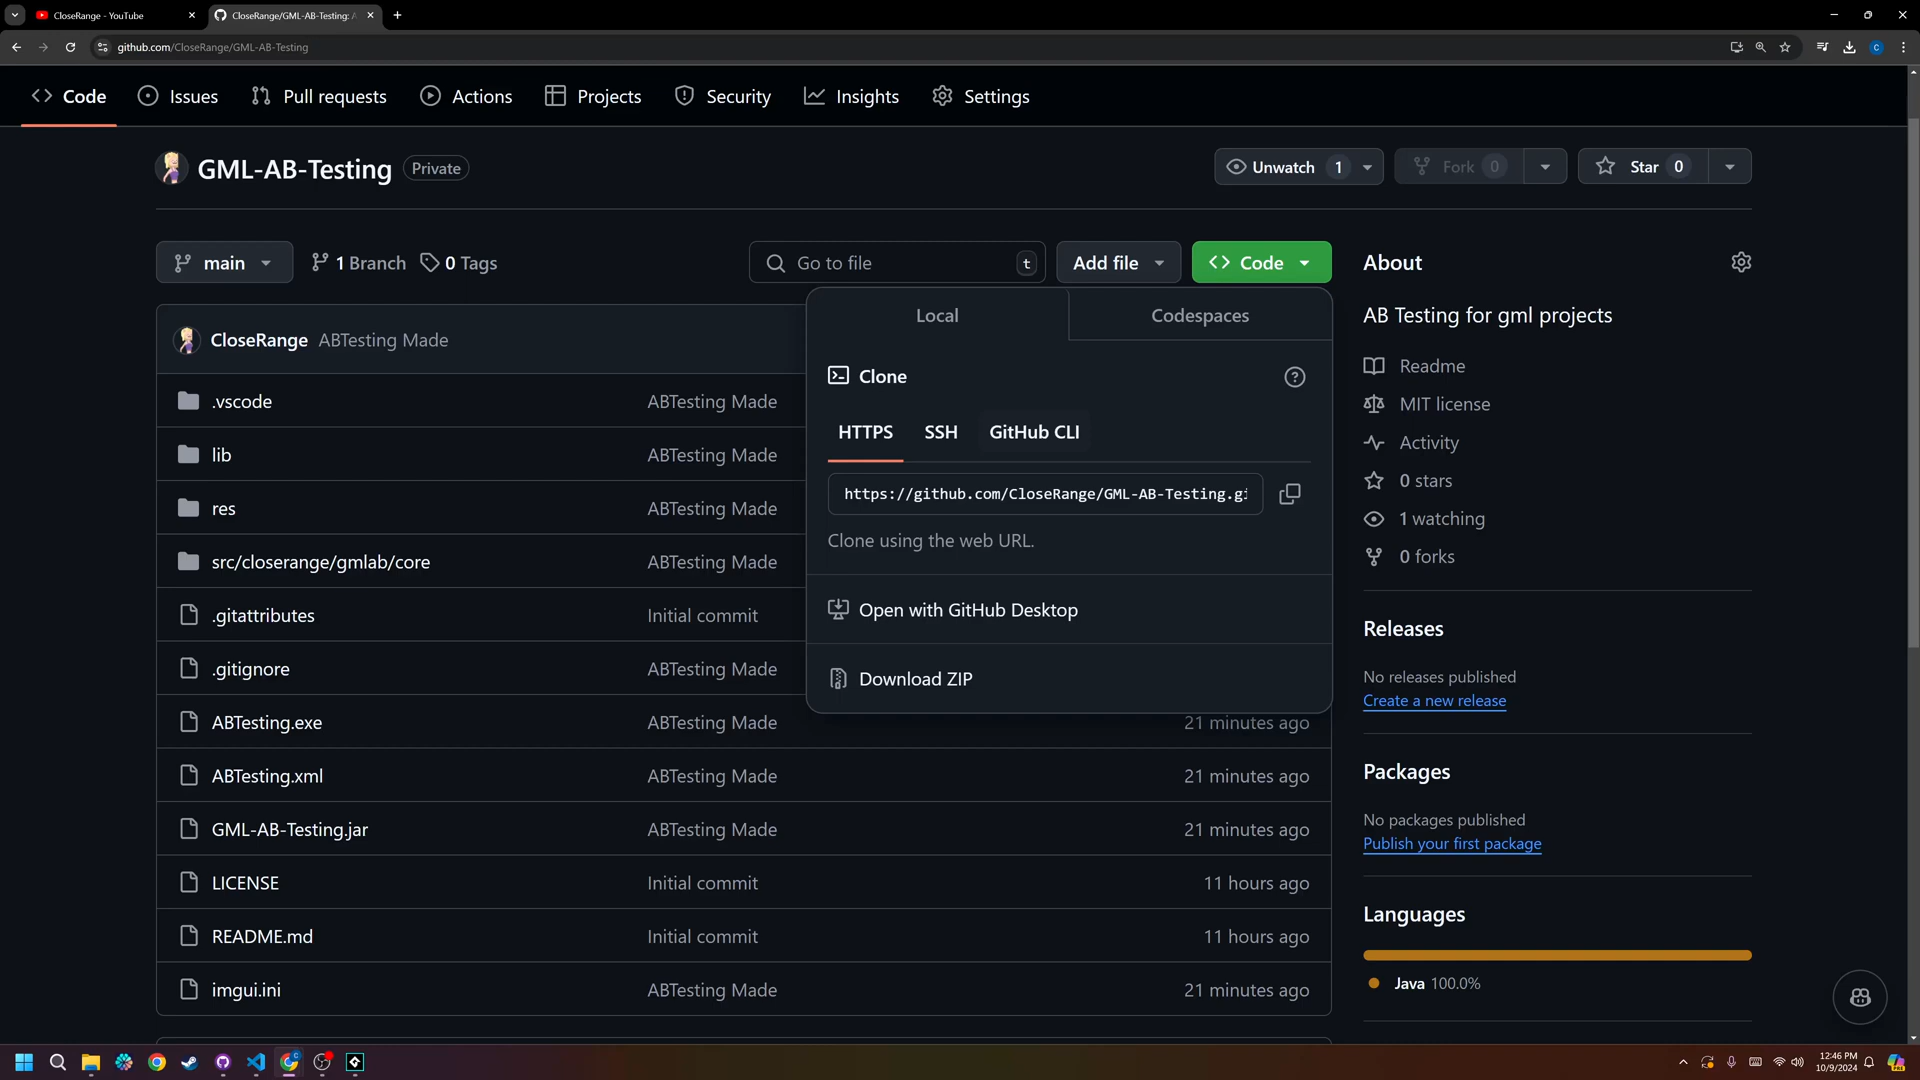 CloseRange - YouTube
CloseRange/GML-AB-Testing: A
github.com/CloseRange/GML-AB-Testing
C
Code
Issues
Pull requests
Actions
Projects
Security
Insights
Settings
GML-AB-Testing
Private
Unwatch 1
Fork 0
Star 0
main
1 Branch
0 Tags
Go to file
t
Add file
Code
About
Local
Codespaces
AB Testing for gml projects
CloseRange ABTesting Made
Clone
Readme
MIT license
Activity
0 stars
1 watching
0 forks
HTTPS
SSH
GitHub CLI
https://github.com/CloseRange/GML-AB-Testing.gi
Clone using the web URL.
Open with GitHub Desktop
Download ZIP
.vscode ABTesting Made
lib ABTesting Made
res ABTesting Made
src/closerange/gmlab/core ABTesting Made
.gitattributes Initial commit
.gitignore ABTesting Made
ABTesting.exe ABTesting Made 21 minutes ago
ABTesting.xml ABTesting Made 21 minutes ago
GML-AB-Testing.jar ABTesting Made 21 minutes ago
LICENSE Initial commit 11 hours ago
README.md Initial commit 11 hours ago
imgui.ini ABTesting Made 21 minutes ago
Releases
No releases published
Create a new release
Packages
No packages published
Publish your first package
Languages
Java 100.0%
12:46 PM
10/9/2024